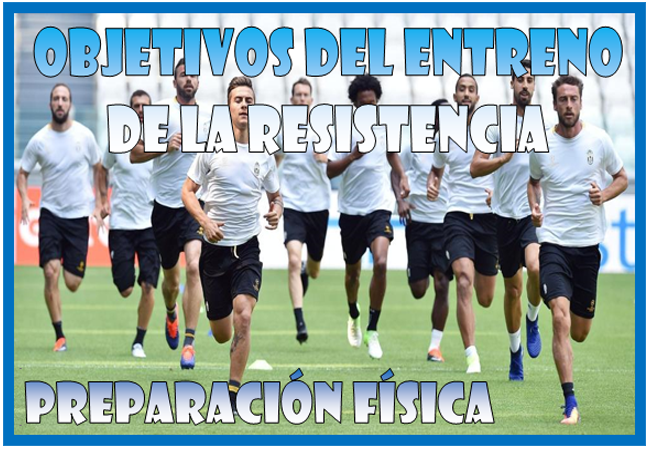 OBJETIVOS DEL ENTRENO
DE LA RESISTENCIA
PREPARACIÓN FÍSICA